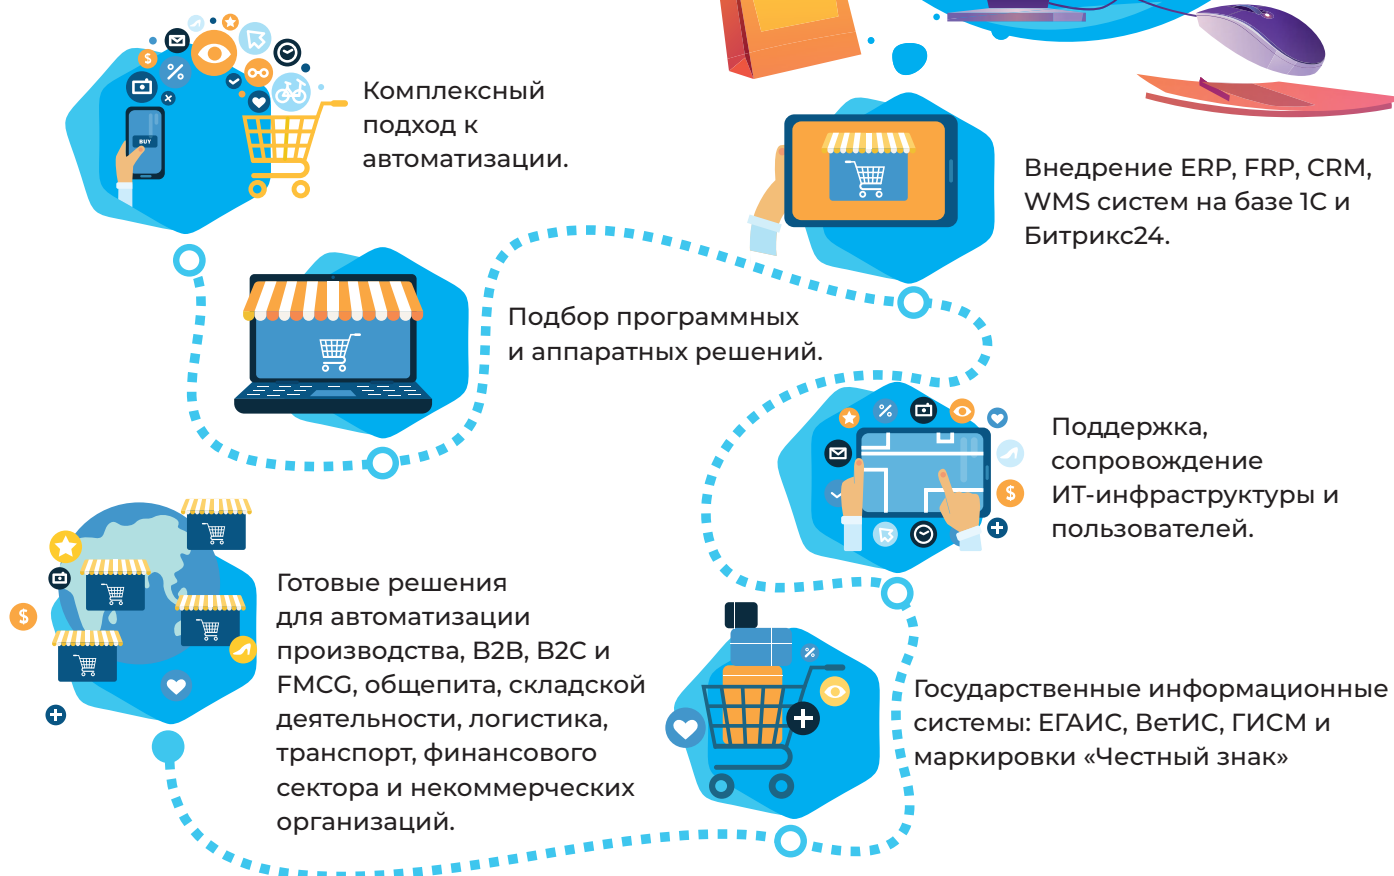 BUY
Комплексный
подход к
автоматизации.
Подбор программных
и аппаратных решений.
Внедрение ERP, FRP, CRM,
WMS систем на базе 1С и
Битрикс24.
Поддержка,
сопровождение
ИТ-инфраструктуры и
пользователей.
Государственные информационные
системы: ЕГАИС, ВетИС, ГИСМ и
маркировки «Честный знак»
Готовые решения
для автоматизации
производства, B2B, B2C и
FMCG, общепита, складской
деятельности, логистика,
транспорт, финансового
сектора и некоммерческих
организаций.